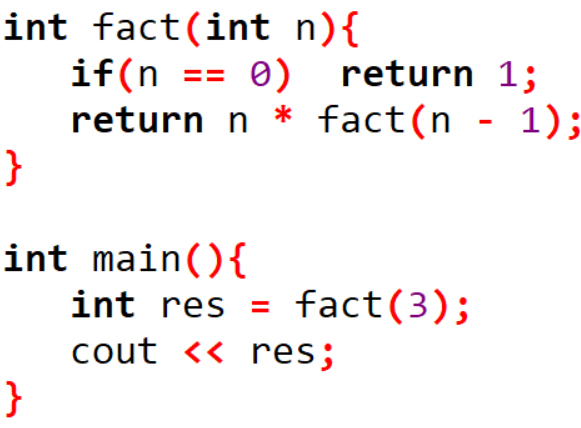 int fact(int n){
if(n == 0)  return 1;
return n * fact(n - 1);
}
int main(){
int res = fact(3);
cout << res;
}